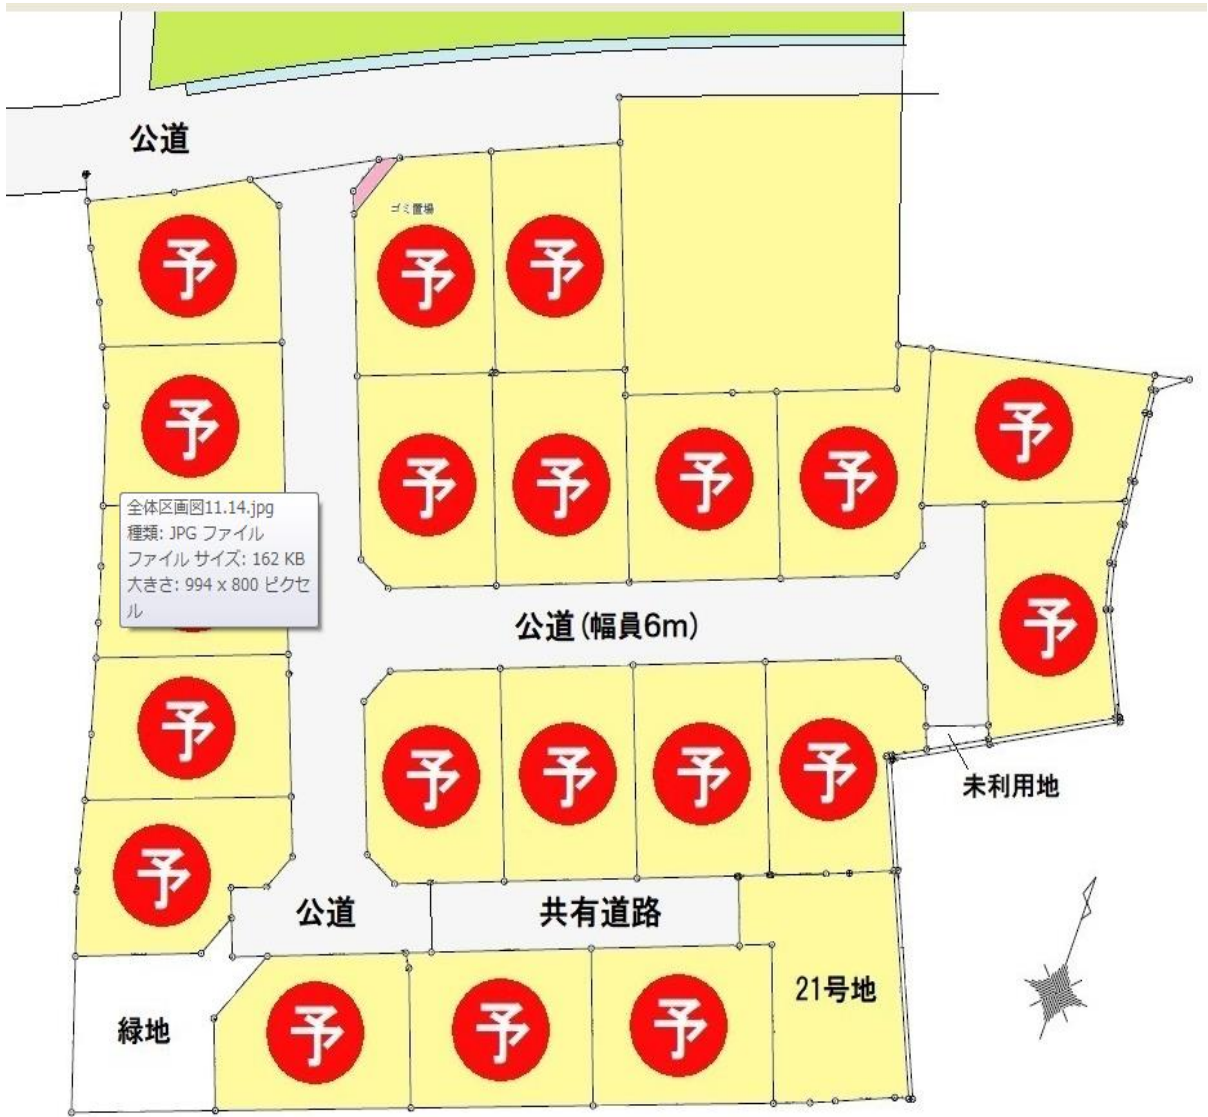 公道
ゴミ置場
予
予
予
予
予
予
予
予
予
予
全体区画図11.14.jpg
種類: JPG ファイル
ファイル サイズ: 162 KB
大きさ: 994 x 800 ピクセ
ル
公道(幅員6m)
予
予
予
予
予
予
未利用地
予
公道
共有道路
21号地
緑地
予
予
予